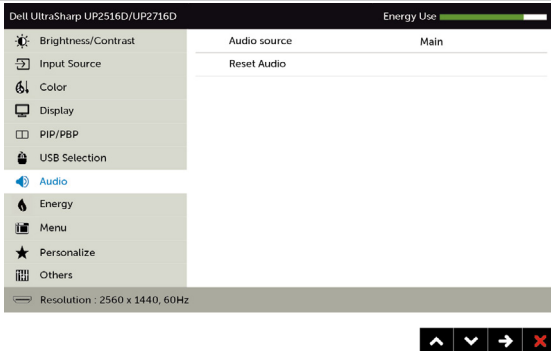 Dell UltraSharp UP2516D/UP2716D Energy Use
Brightness/Contrast Audio source Main
Input Source Reset Audio
Color
Display
PIP/PBP
USB Selection
Audio
Energy
Menu
Personalize
Others
Resolution : 2560 x 1440, 60Hz